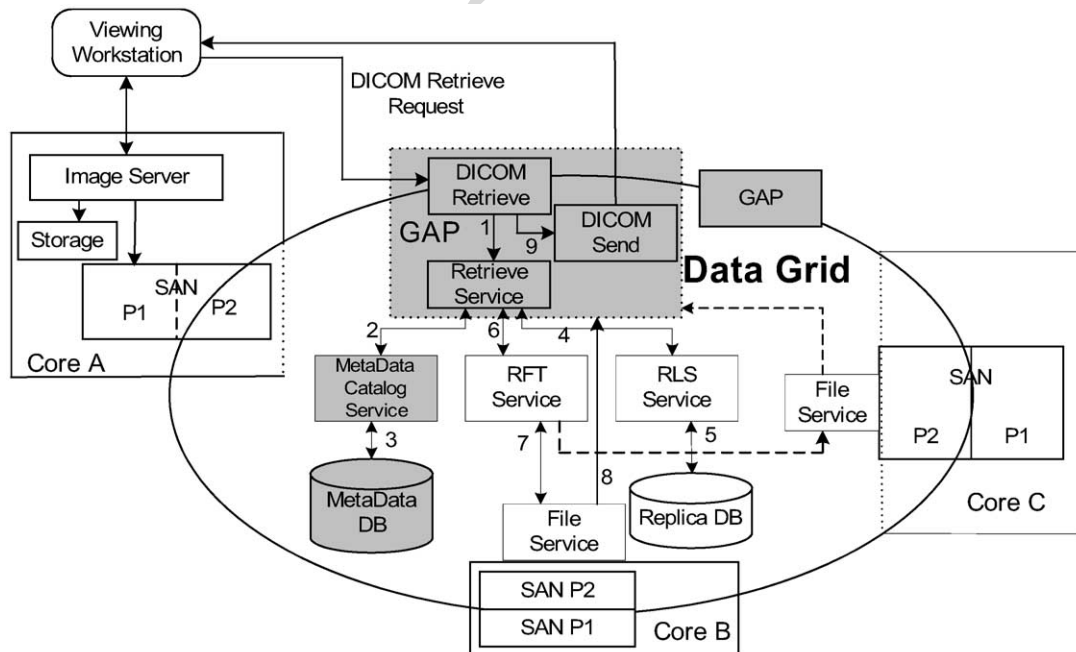 Viewing
Workstation
DICOM Retrieve
Request
Image Server
Storage
SAN
P1
P2
Core A
DICOM
Retrieve
GAP
1
9
DICOM
Send
Retrieve
Service
GAP
Data Grid
2
6
4
MetaData
Catalog
Service
RFT
Service
RLS
Service
File
Service
SAN
P2
P1
Core C
3
7
5
8
MetaData
DB
File
Service
Replica DB
SAN P2
SAN P1
Core B